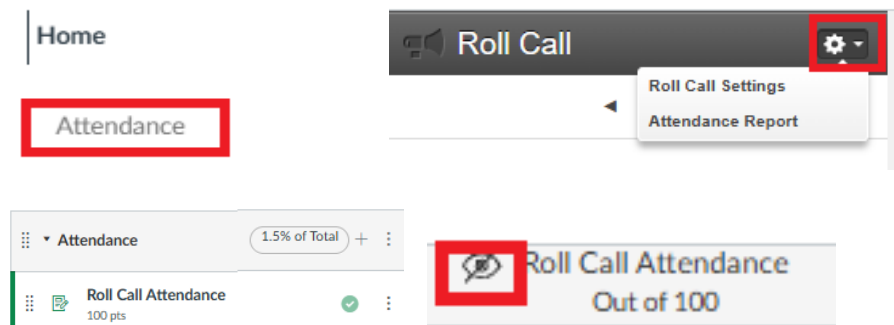 Home
Attendance
Roll Call
Roll Call Settings
Attendance Report
Attendance 1.5% of Total
Roll Call Attendance
100 pts
Roll Call Attendance
Out of 100